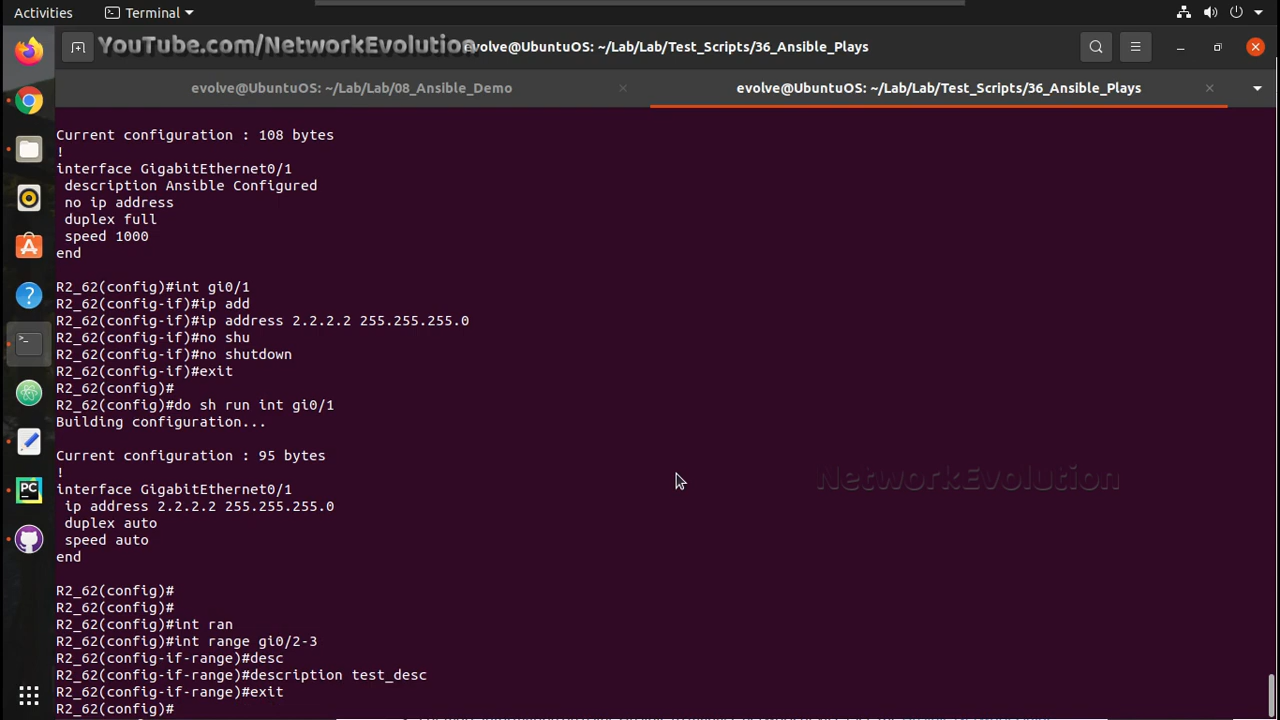 Activities
Terminal
YouTube.com/NetworkEvolution
evolve@UbuntuOS: ~/Lab/Lab/Test_Scripts/36_Ansible_Plays
evolve@UbuntuOS: ~/Lab/Lab/08_Ansible_Demo
evolve@UbuntuOS: ~/Lab/Lab/Test_Scripts/36_Ansible_Plays
Current configuration : 108 bytes
!
interface GigabitEthernet0/1
 description Ansible Configured
 no ip address
 duplex full
 speed 1000
end
R2_62(config)#int gi0/1
R2_62(config-if)#ip add
R2_62(config-if)#ip address 2.2.2.2 255.255.255.0
R2_62(config-if)#no shu
R2_62(config-if)#no shutdown
R2_62(config-if)#exit
R2_62(config)#
R2_62(config)#do sh run int gi0/1
Building configuration...
Current configuration : 95 bytes
!
interface GigabitEthernet0/1
 ip address 2.2.2.2 255.255.255.0
 duplex auto
 speed auto
end
R2_62(config)#
R2_62(config)#
R2_62(config)#int ran
R2_62(config)#int range gi0/2-3
R2_62(config-if-range)#desc
R2_62(config-if-range)#description test_desc
R2_62(config-if-range)#exit
R2_62(config)#
NetworkEvolution
PC